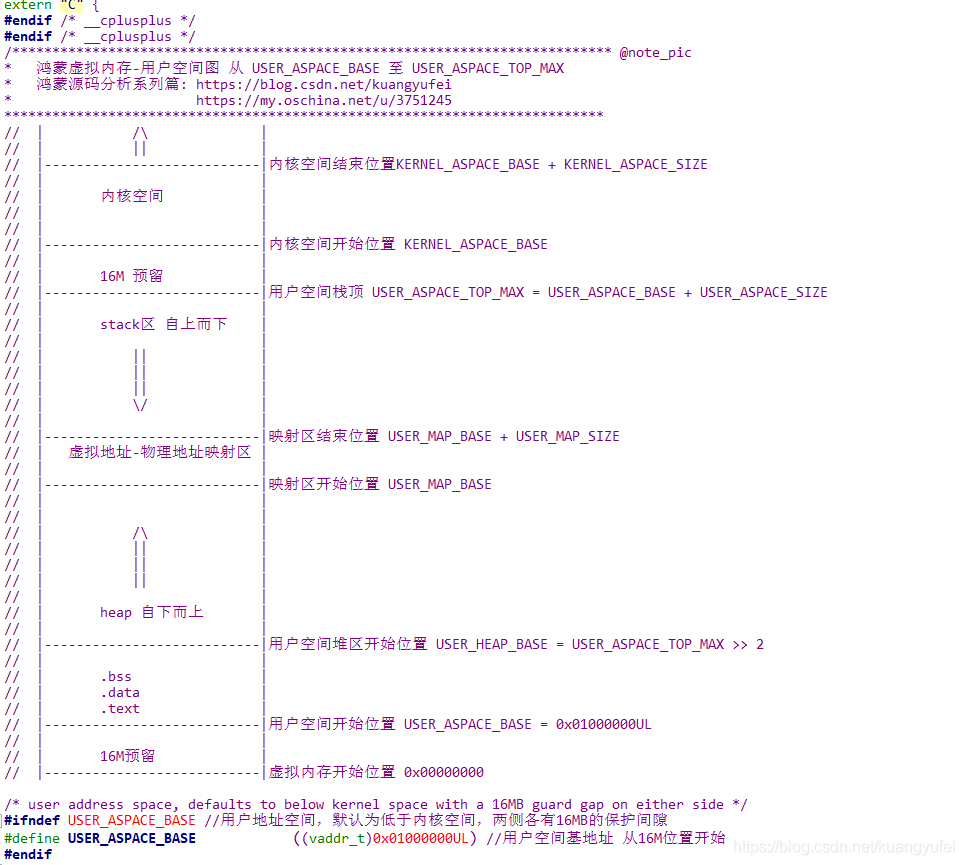 extern "C" {
#endif /* __cplusplus */
#endif /* __cplusplus */
/*************************************************************************** @note_pic
*   鸿蒙虚拟内存-用户空间图 从 USER_ASPACE_BASE 至 USER_ASPACE_TOP_MAX
*   鸿蒙源码分析系列篇: https://blog.csdn.net/kuangyufei
*                       https://my.oschina.net/u/3751245
***************************************************************************
//  |           /\              |
//  |           ||              |
//  |---------------------------|内核空间结束位置KERNEL_ASPACE_BASE + KERNEL_ASPACE_SIZE
//  |                           |
//  |       内核空间            |
//  |                           |
//  |                           |
//  |---------------------------|内核空间开始位置 KERNEL_ASPACE_BASE
//  |                           |
//  |       16M 预留            |
//  |---------------------------|用户空间栈顶 USER_ASPACE_TOP_MAX = USER_ASPACE_BASE + USER_ASPACE_SIZE
//  |                           |
//  |       stack区 自上而下    |
//  |                           |
//  |           ||              |
//  |           ||              |
//  |           ||              |
//  |           \/              |
//  |                           |
//  |---------------------------|映射区结束位置 USER_MAP_BASE + USER_MAP_SIZE
//  |   虚拟地址-物理地址映射区 |
//  |                           |
//  |---------------------------|映射区开始位置 USER_MAP_BASE
//  |                           |
//  |                           |
//  |           /\              |
//  |           ||              |
//  |           ||              |
//  |           ||              |
//  |                           |
//  |       heap 自下而上       |
//  |                           |
//  |---------------------------|用户空间堆区开始位置 USER_HEAP_BASE = USER_ASPACE_TOP_MAX >> 2
//  |                           |
//  |       .bss                |
//  |       .data               |
//  |       .text               |
//  |---------------------------|用户空间开始位置 USER_ASPACE_BASE = 0x01000000UL
//  |                           |
//  |       16M预留             |
//  |---------------------------|虚拟内存开始位置 0x00000000
/* user address space, defaults to below kernel space with a 16MB guard gap on either side */
#ifndef USER_ASPACE_BASE //用户地址空间，默认为低于内核空间，两侧各有16MB的保护间隙
#define USER_ASPACE_BASE            ((vaddr_t)0x01000000UL) //用户空间基地址 从16M位置开始
#endif
https://blog.csdn.net/kuangyufei